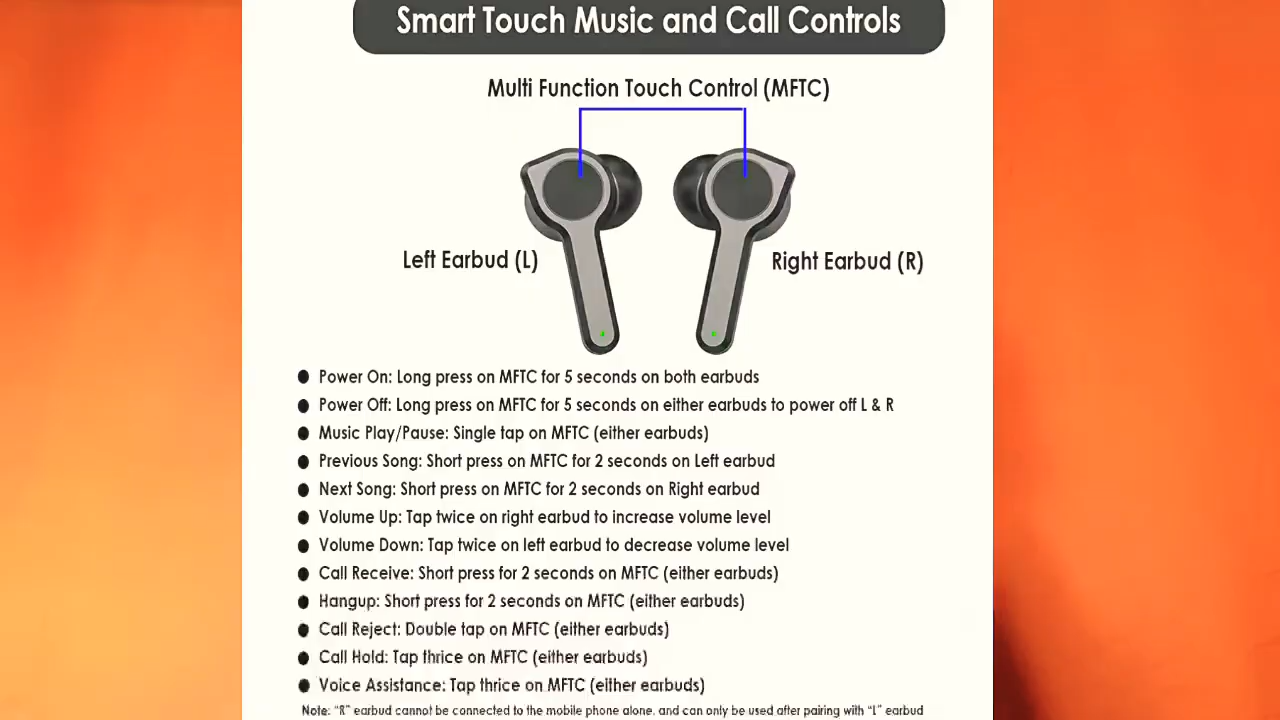 Smart Touch Music and Call Controls
Multi Function Touch Control (MFTC)
Left Earbud (L)
Right Earbud (R)
Power On: Long press on MFTC for 5 seconds on both earbuds
Power Off: Long press on MFTC for 5 seconds on either earbuds to power off L & R
Music Play/Pause: Single tap on MFTC (either earbuds)
Previous Song: Short press on MFTC for 2 seconds on Left earbud
Next Song: Short press on MFTC for 2 seconds on Right earbud
Volume Up: Tap twice on right earbud to increase volume level
Volume Down: Tap twice on left earbud to decrease volume level
Call Receive: Short press for 2 seconds on MFTC (either earbuds)
Hangup: Short press for 2 seconds on MFTC (either earbuds)
Call Reject: Double tap on MFTC (either earbuds)
Call Hold: Tap thrice on MFTC (either earbuds)
Voice Assistance: Tap thrice on MFTC (either earbuds)
Note: "R" earbud cannot be connected to the mobile phone alone, and can only be used after pairing with "L" earbud